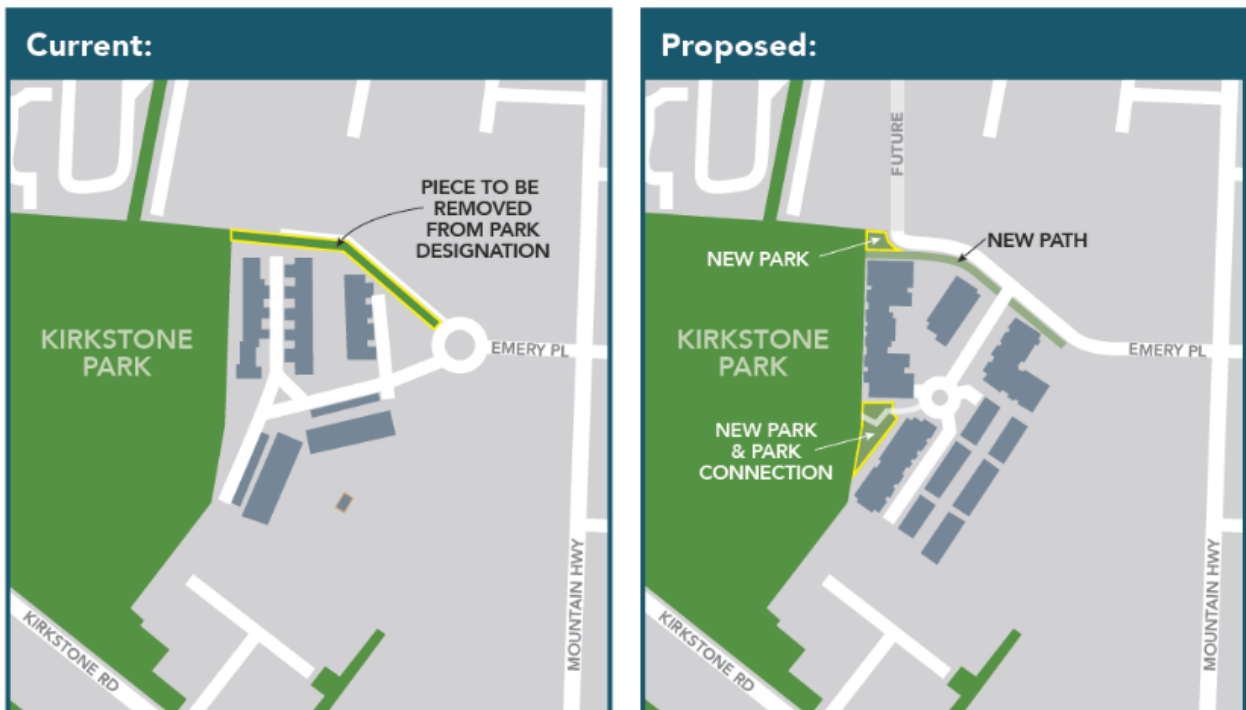 Current:
PIECE TO BE
REMOVED
FROM PARK
DESIGNATION
KIRKSTONE
PARK
EMERY PL
MOUNTAIN HWY
KIRKSTONE RD
Proposed:
FUTURE
NEW PARK
NEW PATH
KIRKSTONE
PARK
EMERY PL
NEW PARK
& PARK
CONNECTION
MOUNTAIN HWY
KIRKSTONE RD